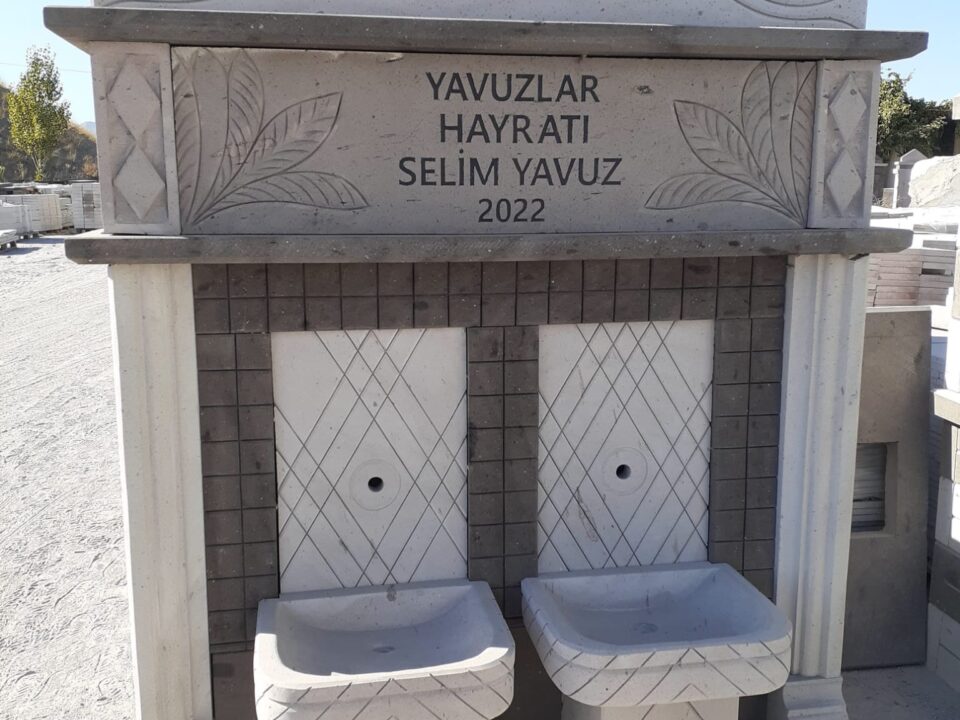 YAVUZLAR
HAYRATI
SELİM YAVUZ
2022